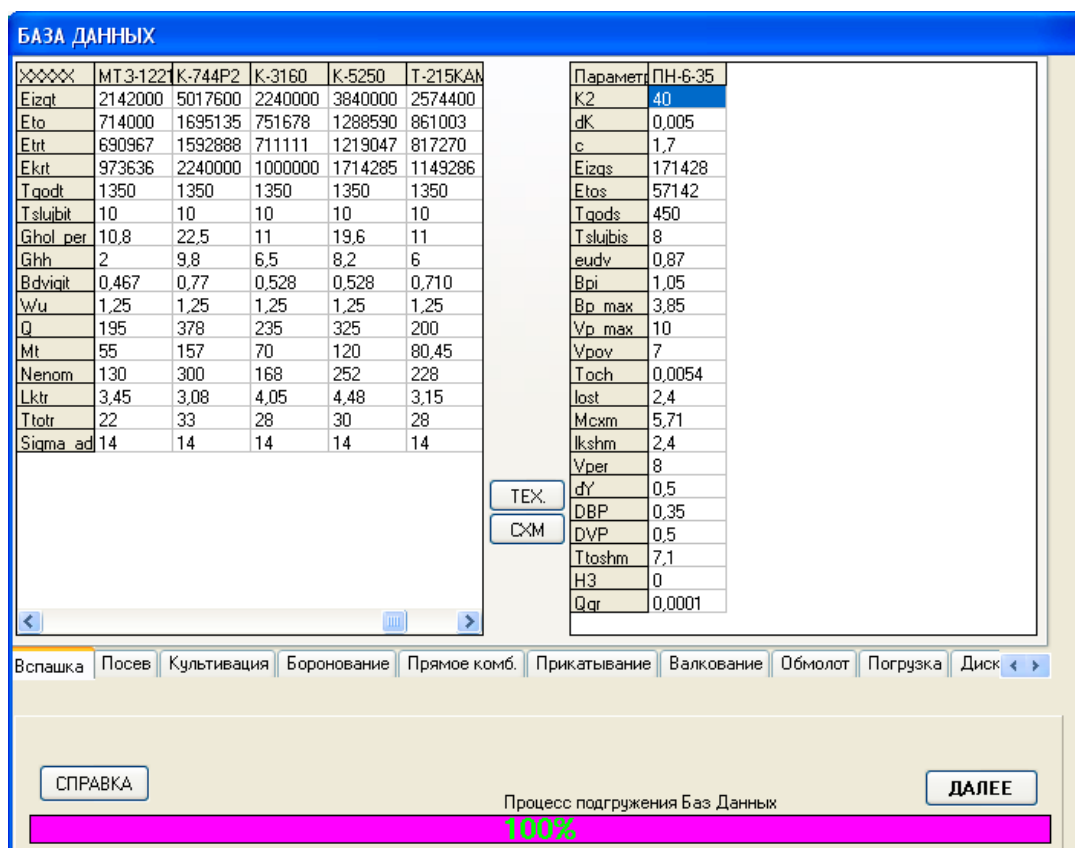 БАЗА ДАННЫХ
XXXXX МТЗ-1221 К-744Р2 К-3160 К-5250 Т-215КАМ
Eizgt 2142000 5017600 2240000 3840000 2574400
Eto 714000 1695135 751678 1288590 861003
Etrt 690967 1592888 711111 1219047 817270
Ekrt 973636 2240000 1000000 1714285 1149286
Tgodt 1350 1350 1350 1350 1350
Tslujbit 10 10 10 10 10
Ghol_per 10,8 22,5 11 19,6 11
Ghh 2 9,8 6,5 8,2 6
Bdvigit 0,467 0,77 0,528 0,528 0,710
Wu 1,25 1,25 1,25 1,25 1,25
Q 195 378 235 325 200
Mt 55 157 70 120 80,45
Nenom 130 300 168 252 228
Lktr 3,45 3,08 4,05 4,48 3,15
Ttotr 22 33 28 30 28
Sigma_ad 14 14 14 14 14
ТЕХ.
СХМ
Параметр ПН-6-35
K2 40
dK 0,005
c 1,7
Eizgs 171428
Etos 57142
Tgods 450
Tslujbis 8
eudv 0,87
Bpi 1,05
Bp_max 3,85
Vp_max 10
Vpov 7
Toch 0,0054
lost 2,4
Mcxm 5,71
lkshm 2,4
Vper 8
dY 0,5
DBP 0,35
DVP 0,5
Ttoshm 7,1
H3 0
Qgr 0,0001
Вспашка Посев Культивация Боронование Прямое комб. Прикатывание Валкование Обмолот Погрузка Диск
СПРАВКА
ДАЛЕЕ
Процесс подгружения Баз Данных
100%